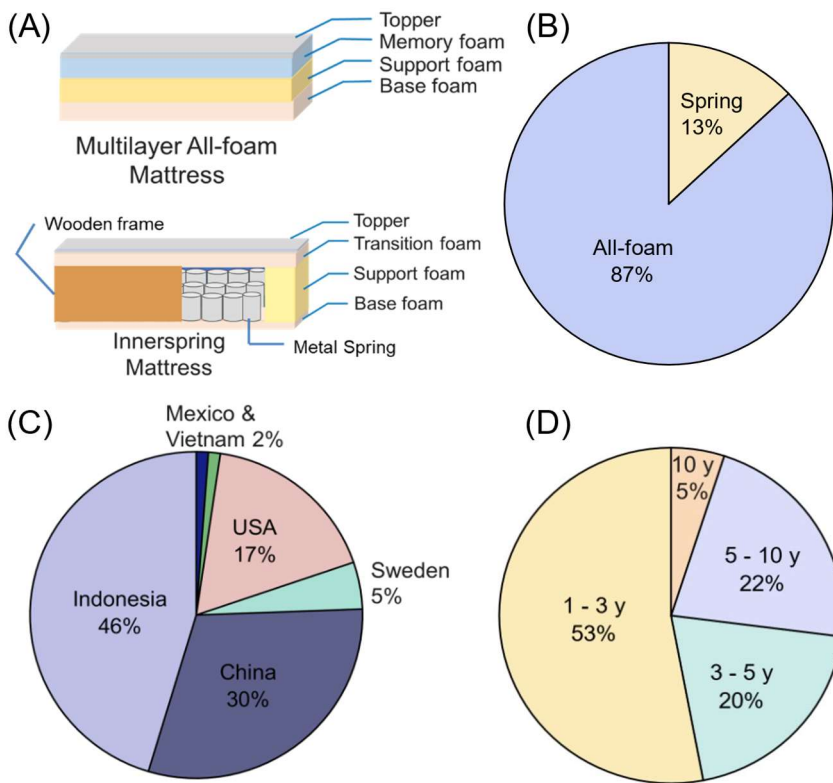 (A)
Topper
Memory foam
Support foam
Base foam
Multilayer All-foam
Mattress
Wooden frame
Topper
Transition foam
Support foam
Base foam
Innerspring
Mattress
Metal Spring
(B)
Spring
13%
All-foam
87%
(C)
Mexico &
Vietnam 2%
USA
17%
Sweden
5%
Indonesia
46%
China
30%
(D)
10 y
5%
5 - 10 y
22%
1 - 3 y
53%
3 - 5 y
20%